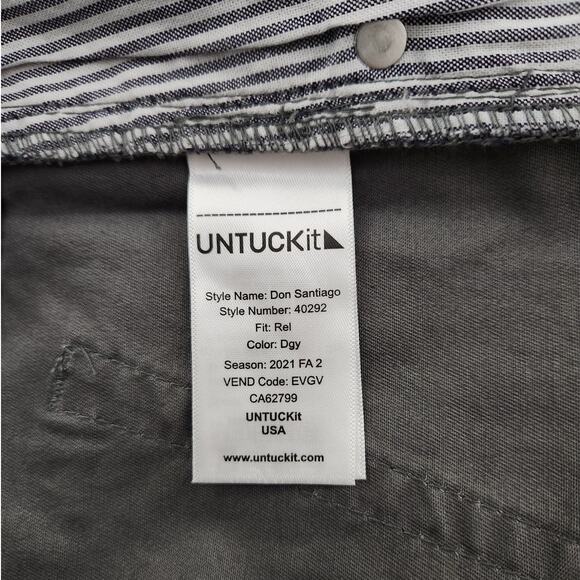 UNTUCKit
Style Name: Don Santiago
Style Number: 40292
Fit: Rel
Color: Dgy
Season: 2021 FA 2
VEND Code: EVGV
CA62799
UNTUCKit
USA
www.untuckit.com